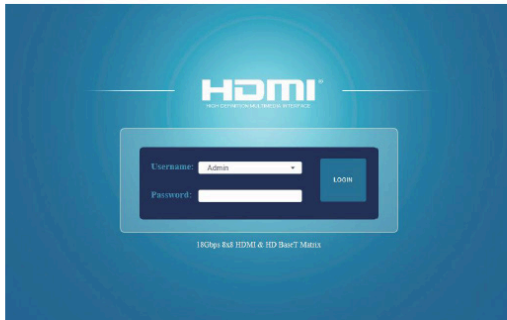 HDMI®
HIGH-DEFINITION MULTIMEDIA INTERFACE
Username: Admin
LOGIN
Password:
18Gbps 8x8 HDMI & HD BaseT Matrix